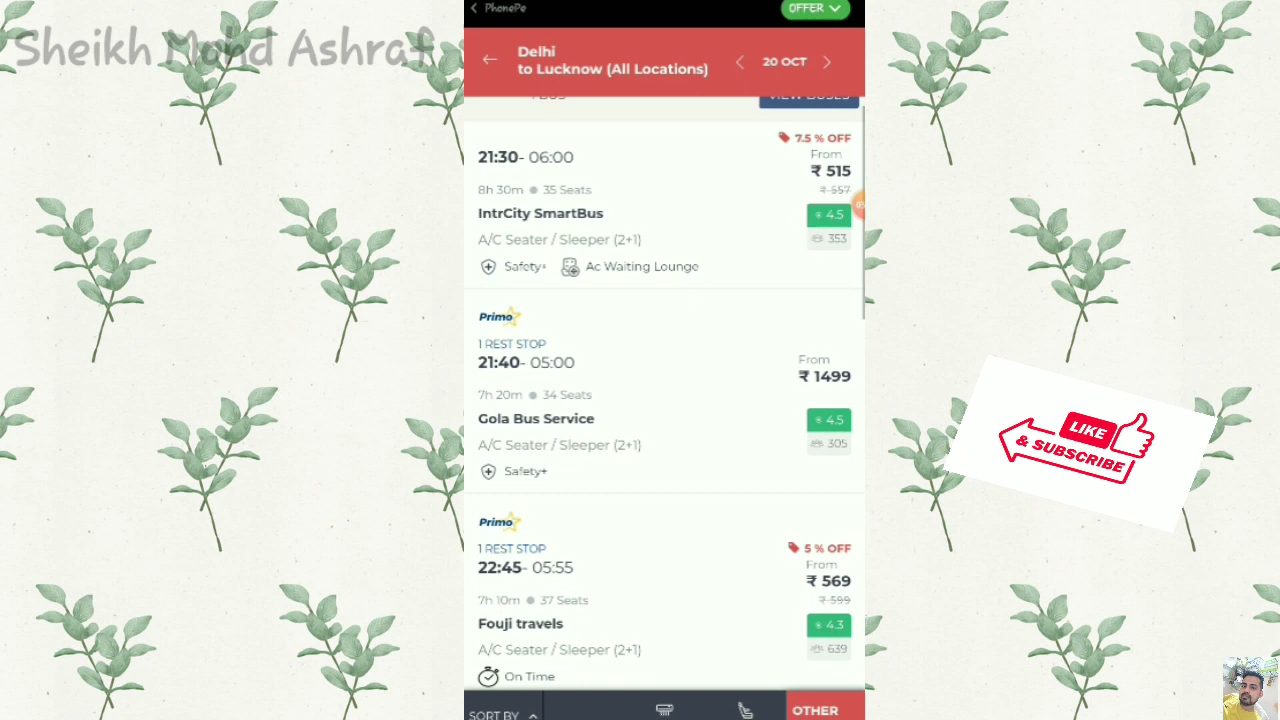 Sheikh Mohd Ashraf
PhonePe
OFFER
Delhi
to Lucknow (All Locations)
20 OCT
7.5 % OFF
21:30- 06:00
From
₹ 515
8h 30m 35 Seats
₹ 557
IntrCity SmartBus
4.5
A/C Seater / Sleeper (2+1)
353
Safety+ Ac Waiting Lounge
Primo
1 REST STOP
21:40- 05:00
From
₹ 1499
7h 20m 34 Seats
Gola Bus Service
4.5
A/C Seater / Sleeper (2+1)
305
Safety+
LIKE
& SUBSCRIBE
Primo
1 REST STOP
5 % OFF
22:45- 05:55
From
₹ 569
7h 10m 37 Seats
₹ 599
Fouji travels
4.3
A/C Seater / Sleeper (2+1)
639
On Time
SORT BY
OTHER